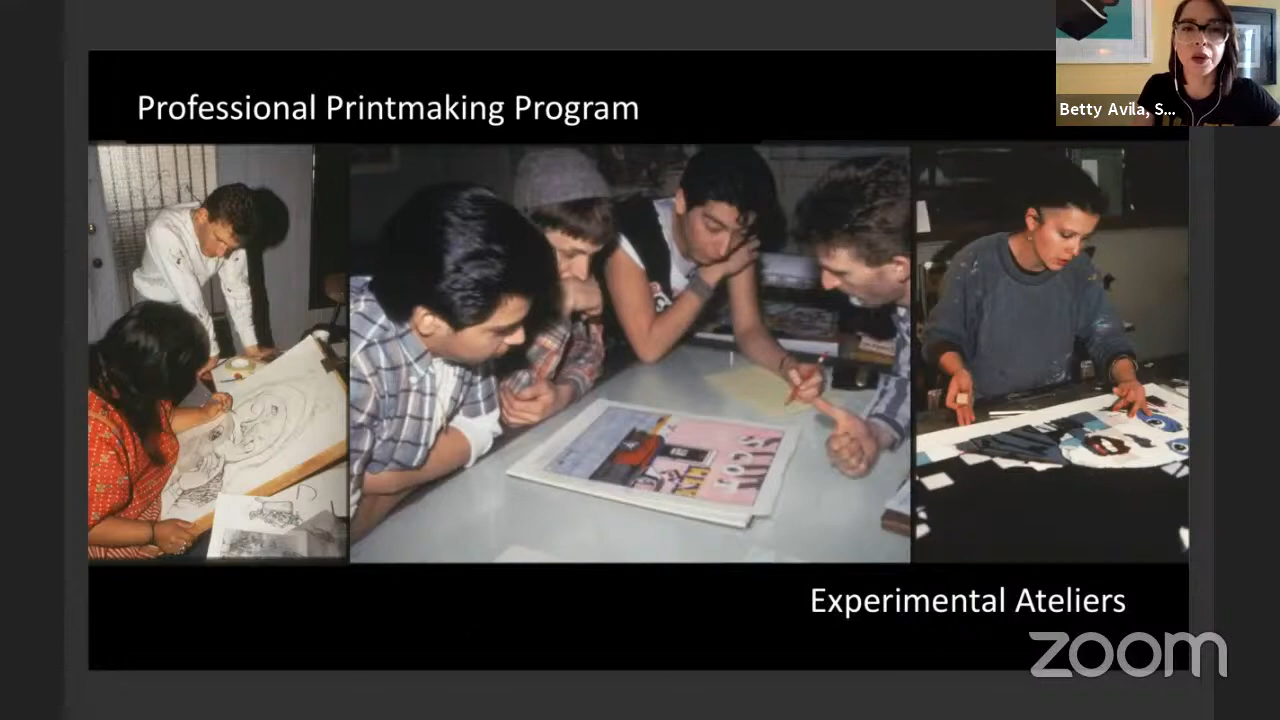 Professional Printmaking Program
Betty Avila, S...
Experimental Ateliers
zoom